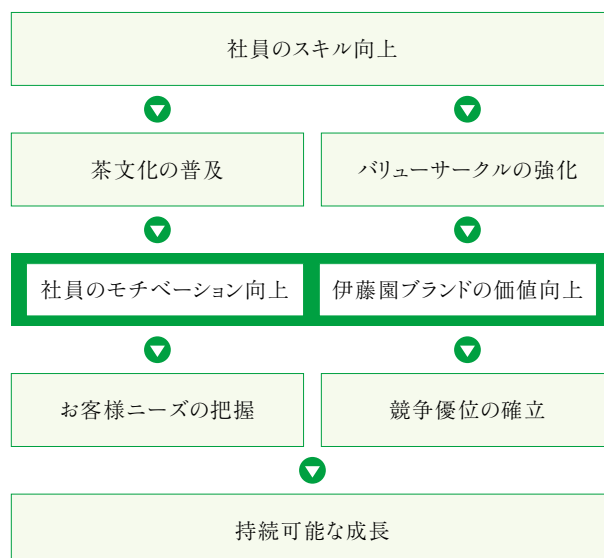 社員のスキル向上
茶文化の普及
バリューサークルの強化
社員のモチベーション向上
伊藤園ブランドの価値向上
お客様ニーズの把握
競争優位の確立
持続可能な成長